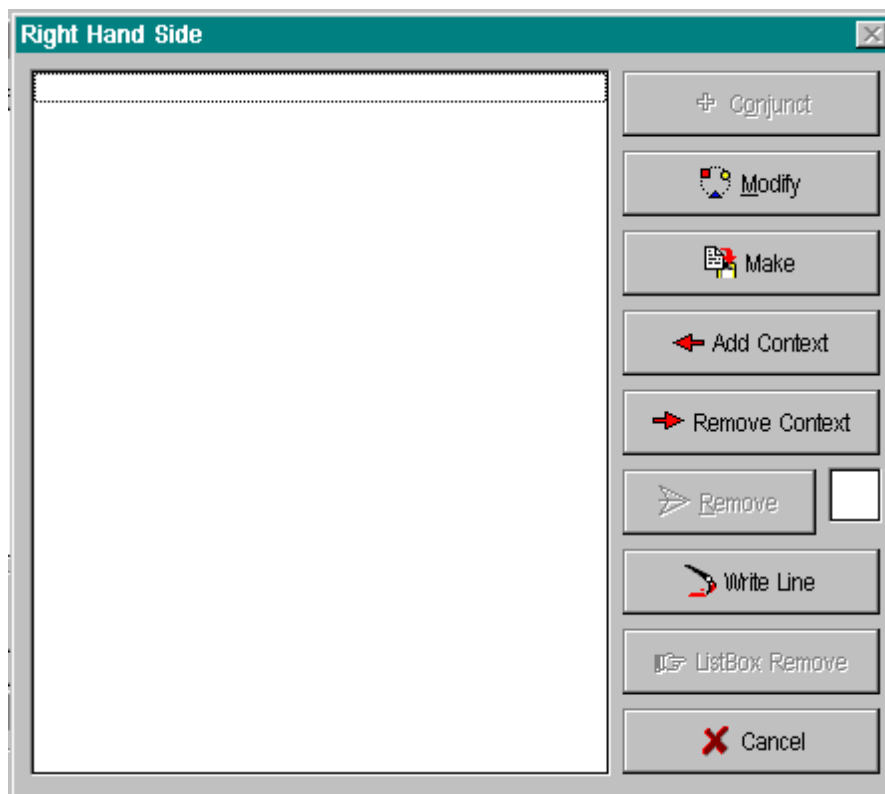 Right Hand Side
Conjunct
Modify
Make
Add Context
Remove Context
Remove
Write Line
ListBox Remove
Cancel